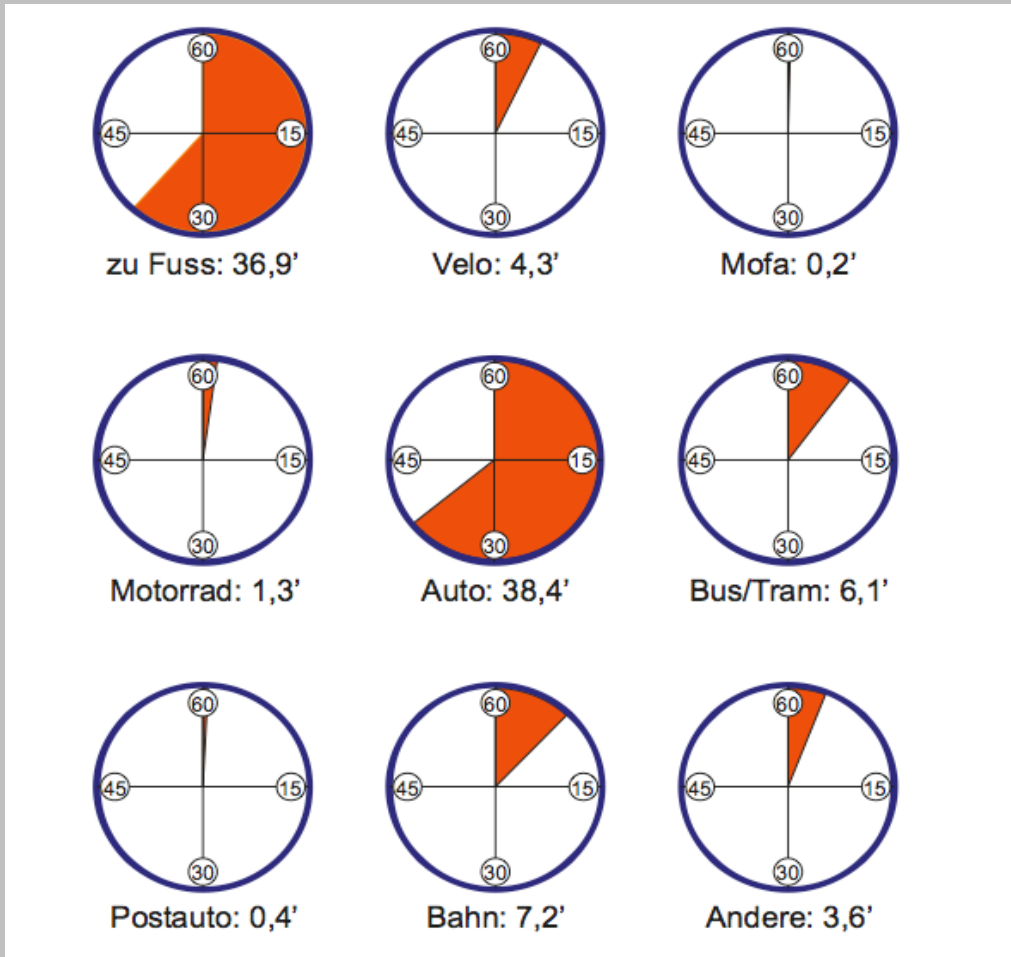 60 60 60
45 15 45 15 45 15
30 30 30
zu Fuss: 36,9’ Velo: 4,3’ Mofa: 0,2’
60 60 60
45 15 45 15 45 15
30 30 30
Motorrad: 1,3’ Auto: 38,4’ Bus/Tram: 6,1’
60 60 60
45 15 45 15 45 15
30 30 30
Postauto: 0,4’ Bahn: 7,2’ Andere: 3,6’